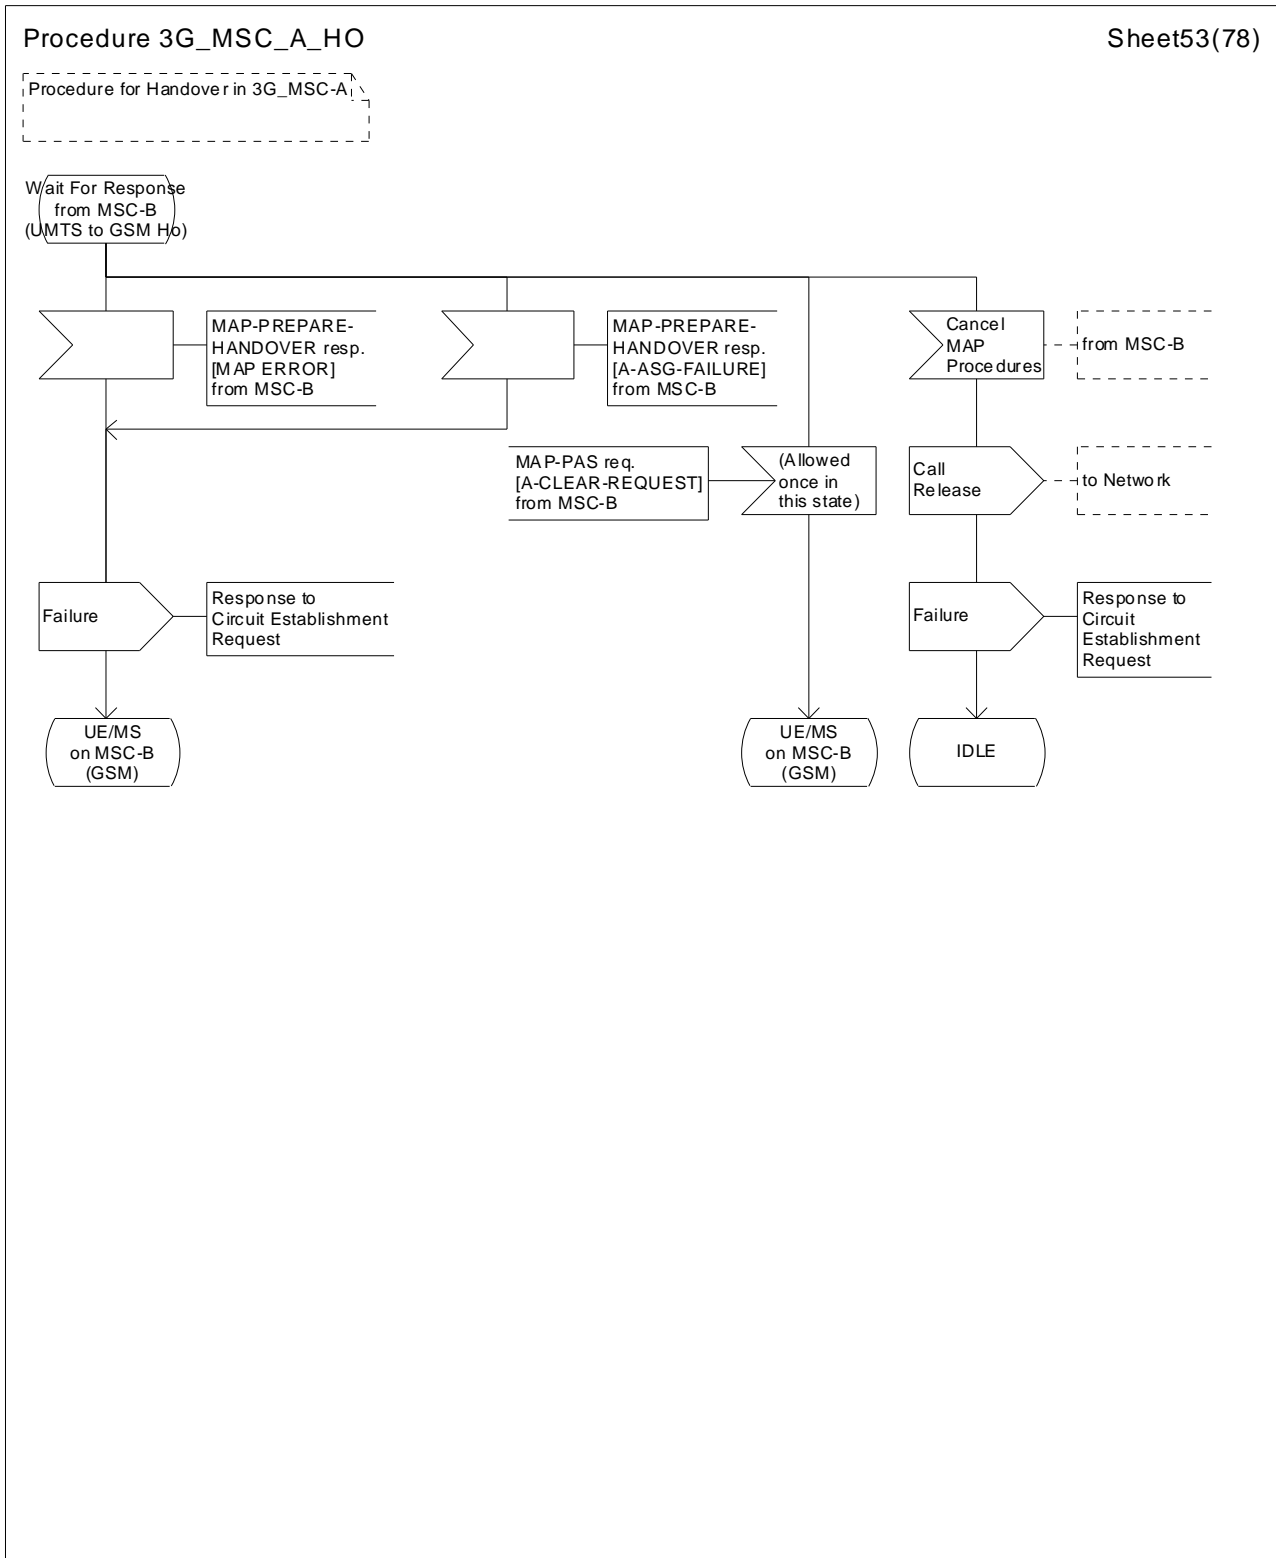 Procedure 3G_MSC_A_HO
Sheet53(78)
Procedure for Handover in 3G_MSC-A
Wait For Response
from MSC-B
(UMTS to GSM Ho)
MAP-PREPARE-
HANDOVER resp.
[MAP ERROR]
from MSC-B
MAP-PREPARE-
HANDOVER resp.
[A-ASG-FAILURE]
from MSC-B
Cancel
MAP
Procedures
from MSC-B
MAP-PAS req.
[A-CLEAR-REQUEST]
from MSC-B
(Allowed
once in
this state)
Call
Release
to Network
Failure
Response to
Circuit Establishment
Request
Failure
Response to
Circuit
Establishment
Request
UE/MS
on MSC-B
(GSM)
UE/MS
on MSC-B
(GSM)
IDLE